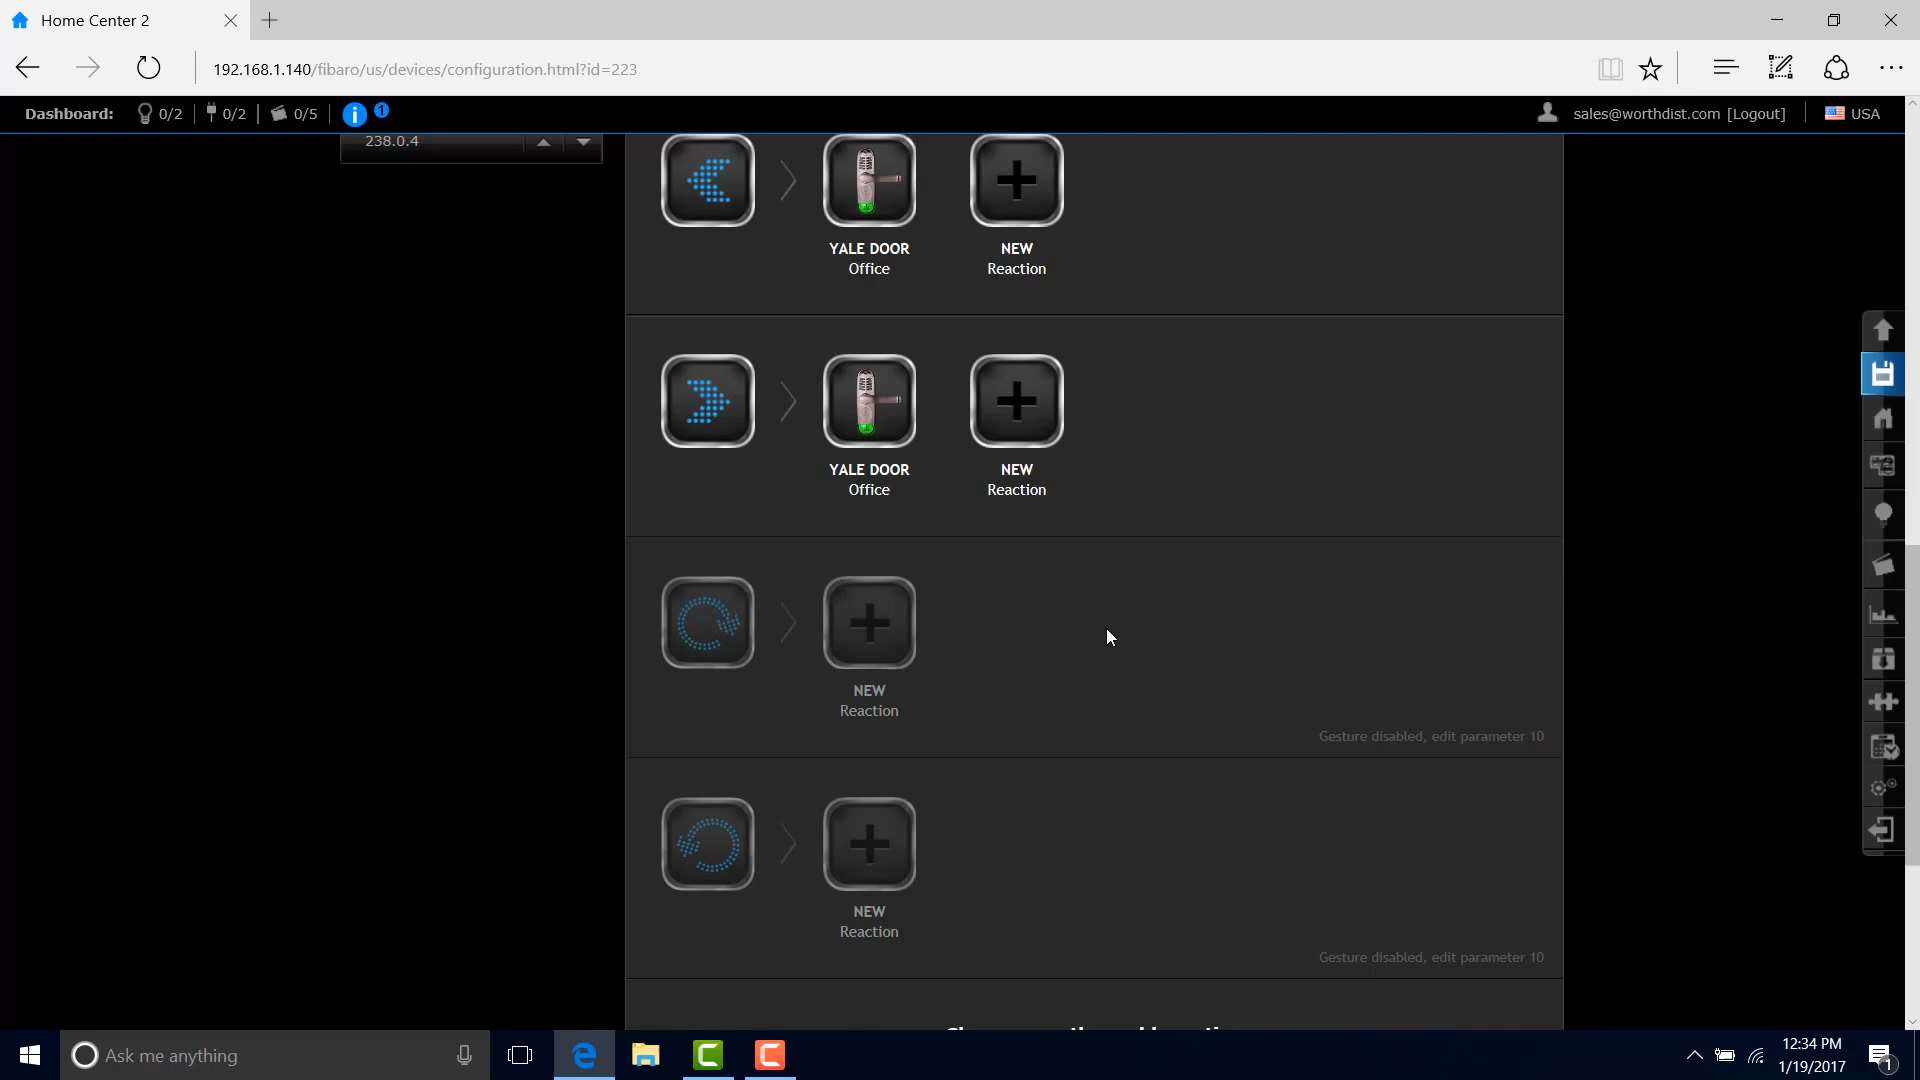 Home Center 2
192.168.1.140/fibaro/us/devices/configuration.html?id=223
Dashboard: 0/2 0/2 0/5 i 1 sales@worthdist.com [Logout] USA
238.0.4
YALE DOOR
Office
NEW
Reaction
YALE DOOR
Office
NEW
Reaction
NEW
Reaction
Gesture disabled, edit parameter 10
NEW
Reaction
Gesture disabled, edit parameter 10
Ask me anything
12:34 PM
1/19/2017
1